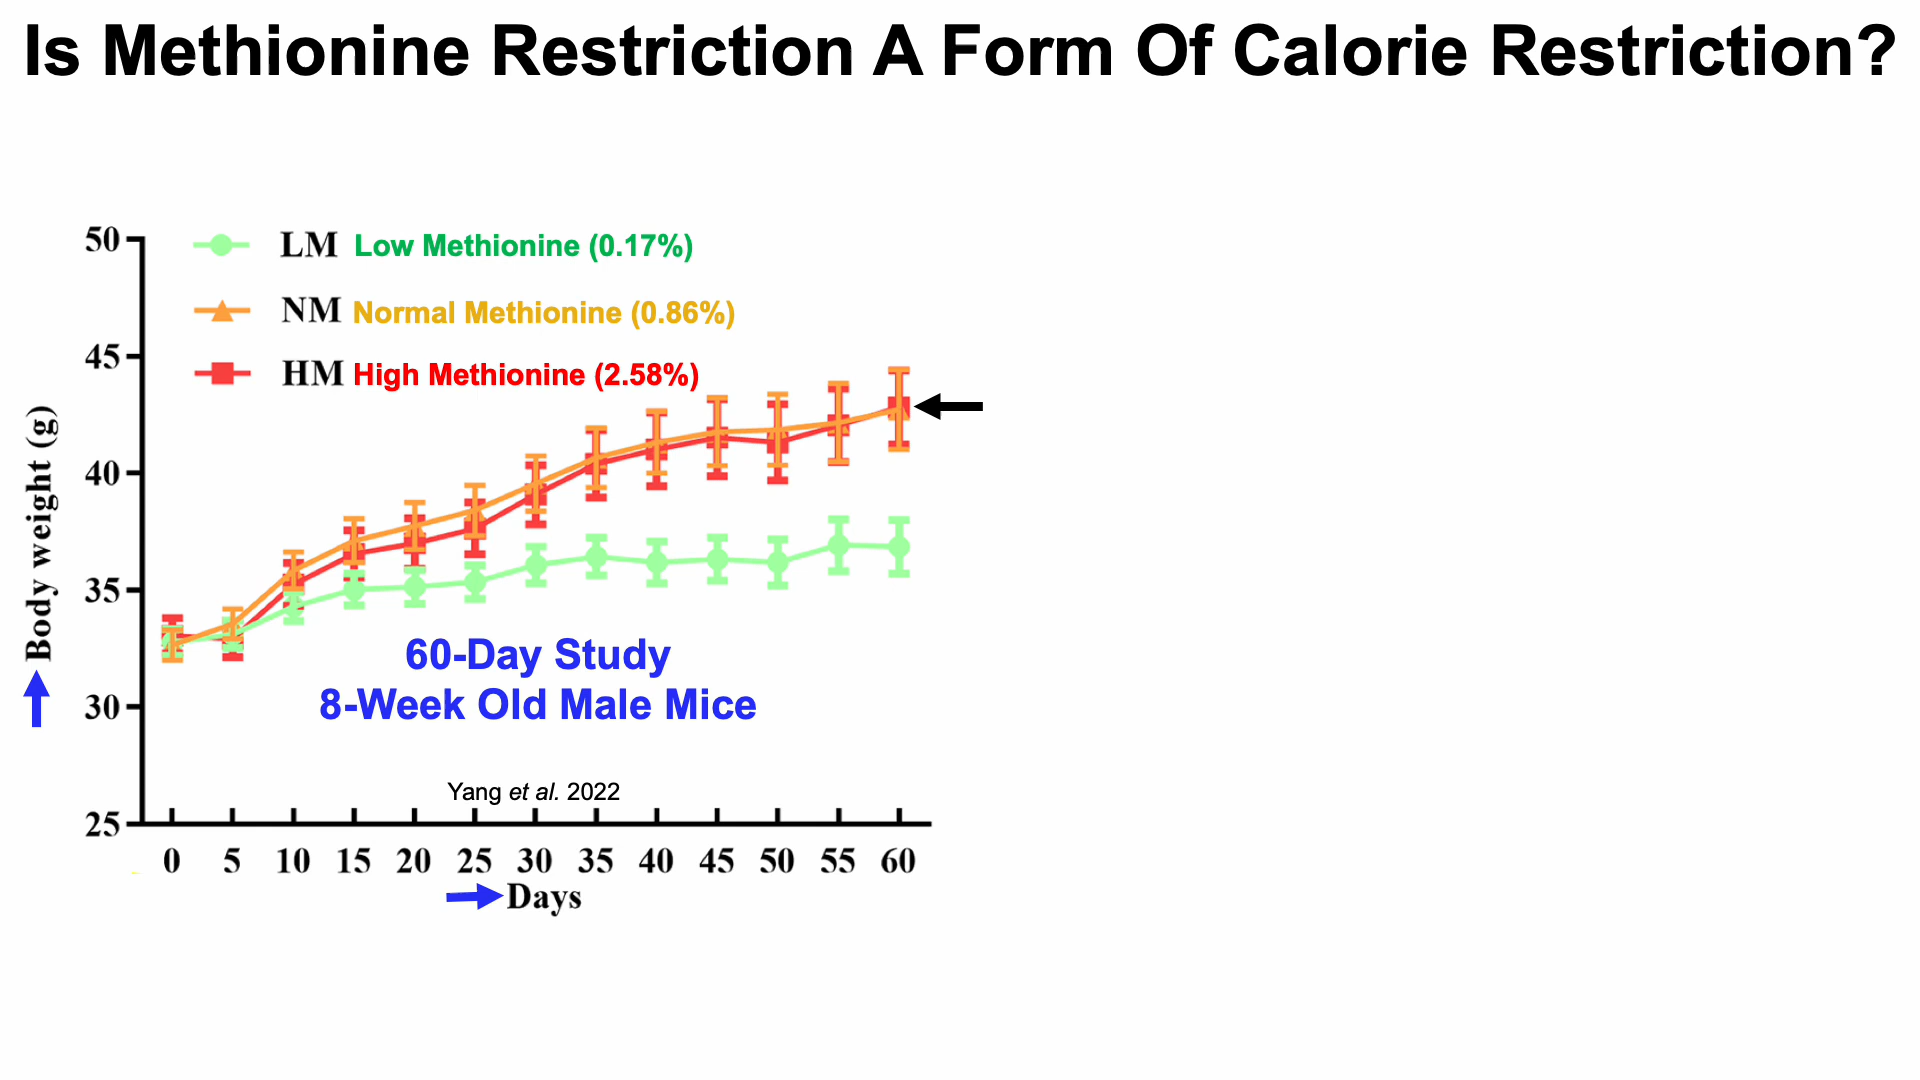 Is Methionine Restriction A Form Of Calorie Restriction?
50
LM Low Methionine (0.17%)
NM Normal Methionine (0.86%)
45
HM High Methionine (2.58%)
Body weight (g)
40
35
60-Day Study
8-Week Old Male Mice
30
Yang et al. 2022
25
0 5 10 15 20 25 30 35 40 45 50 55 60
Days